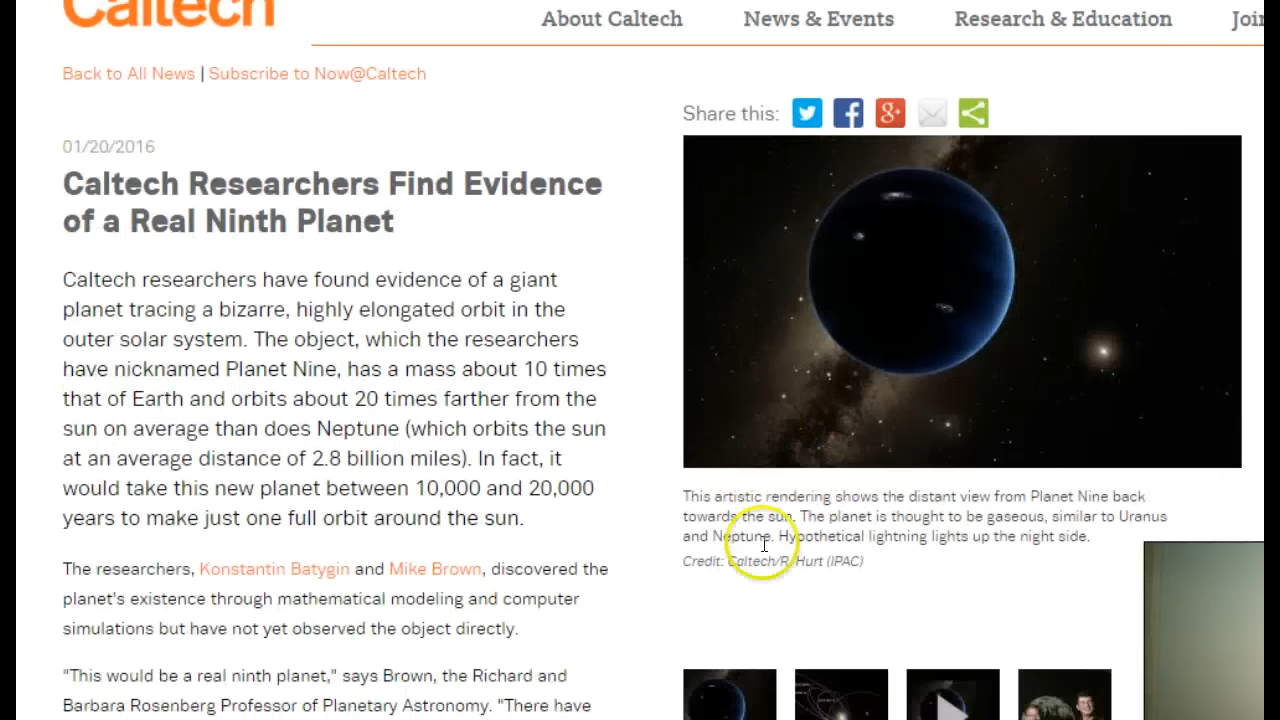 Caltech
About Caltech News & Events Research & Education
Back to All News | Subscribe to Now@Caltech
Share this:
01/20/2016
Caltech Researchers Find Evidence
of a Real Ninth Planet
Caltech researchers have found evidence of a giant
planet tracing a bizarre, highly elongated orbit in the
outer solar system. The object, which the researchers
have nicknamed Planet Nine, has a mass about 10 times
that of Earth and orbits about 20 times farther from the
sun on average than does Neptune (which orbits the sun
at an average distance of 2.8 billion miles). In fact, it
would take this new planet between 10,000 and 20,000
years to make just one full orbit around the sun.
The researchers, Konstantin Batygin and Mike Brown, discovered the
planet's existence through mathematical modeling and computer
simulations but have not yet observed the object directly.
"This would be a real ninth planet," says Brown, the Richard and
Barbara Rosenberg Professor of Planetary Astronomy. "There have
This artistic rendering shows the distant view from Planet Nine back
towards the sun. The planet is thought to be gaseous, similar to Uranus
and Neptune. Hypothetical lightning lights up the night side.
Credit: Caltech/R. Hurt (IPAC)